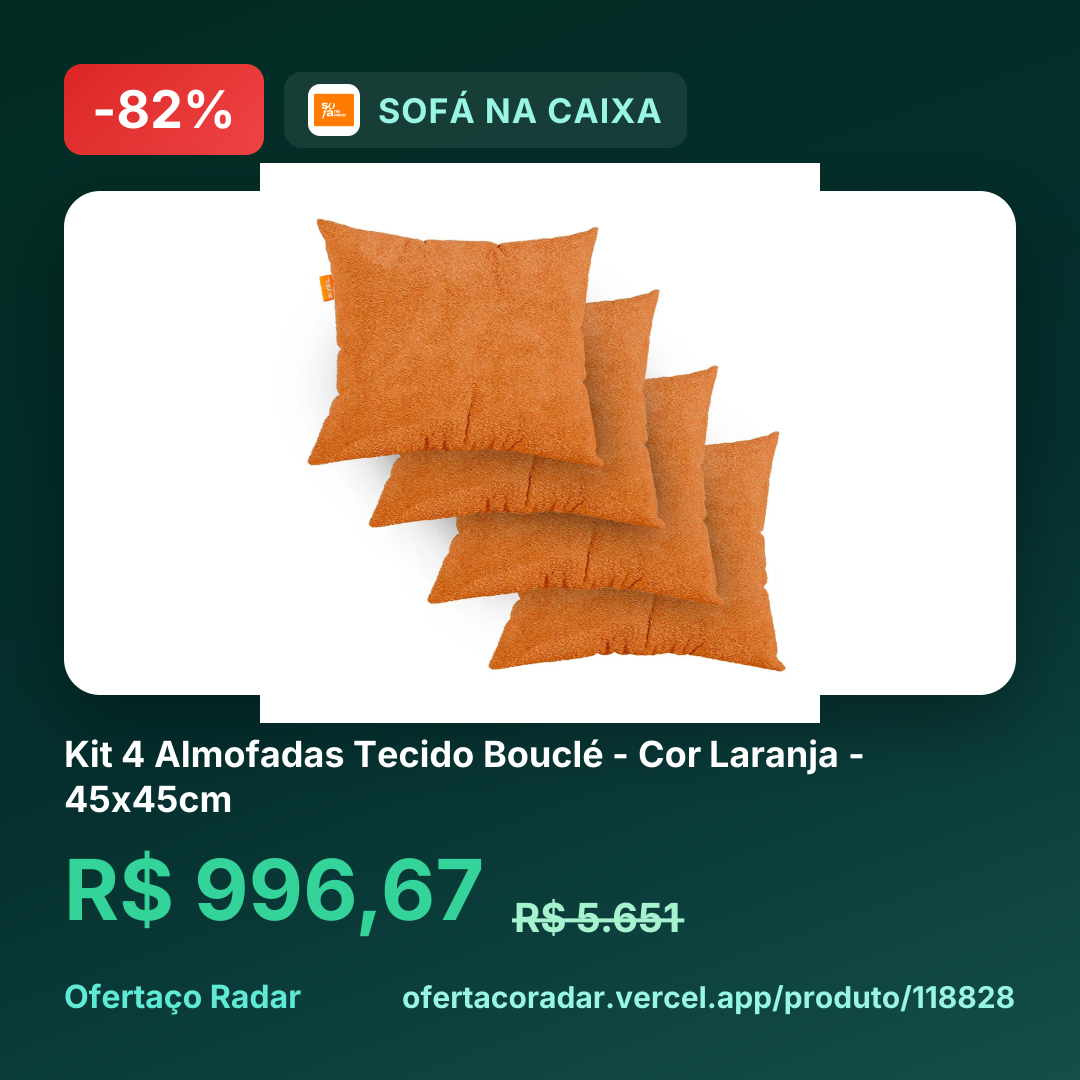 -82%
SOFÁ NA CAIXA
Kit 4 Almofadas Tecido Bouclé - Cor Laranja -
45x45cm
R$ 996,67
R$ 5.651
Ofertaço Radar
ofertacoradar.vercel.app/produto/118828